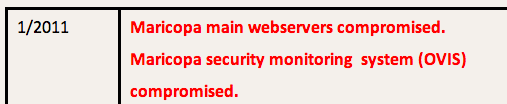 1/2011
Maricopa main webservers compromised.
Maricopa security monitoring system (OVIS)
compromised.